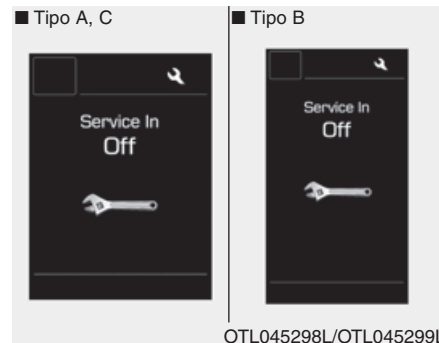 ■ Tipo A, C
Service In
Off
■ Tipo B
Service In
Off
OTL045298L/OTL045299L